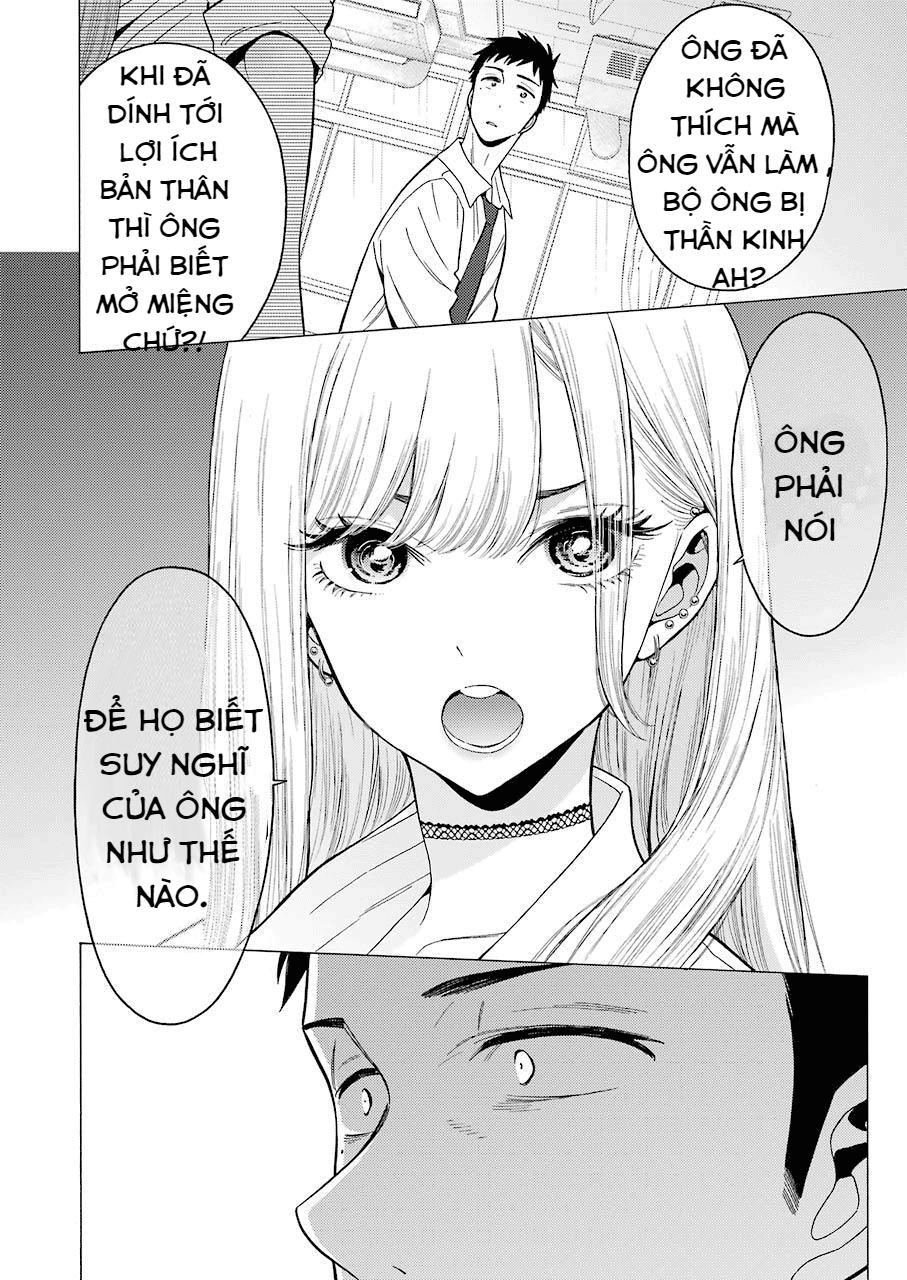 ÔNG ĐÃ
KHÔNG
THÍCH MÀ
ÔNG VẪN LÀM,
BỘ ÔNG BỊ
THẦN KINH
AH?
KHI ĐÃ
DÍNH TỚI
LỢI ÍCH
BẢN THÂN
THÌ ÔNG
PHẢI BIẾT
MỞ MIỆNG
CHỨ?!
ÔNG
PHẢI
NÓI
ĐỂ HỌ BIẾT
SUY NGHĨ
CỦA ÔNG
NHƯ THẾ
NÀO.